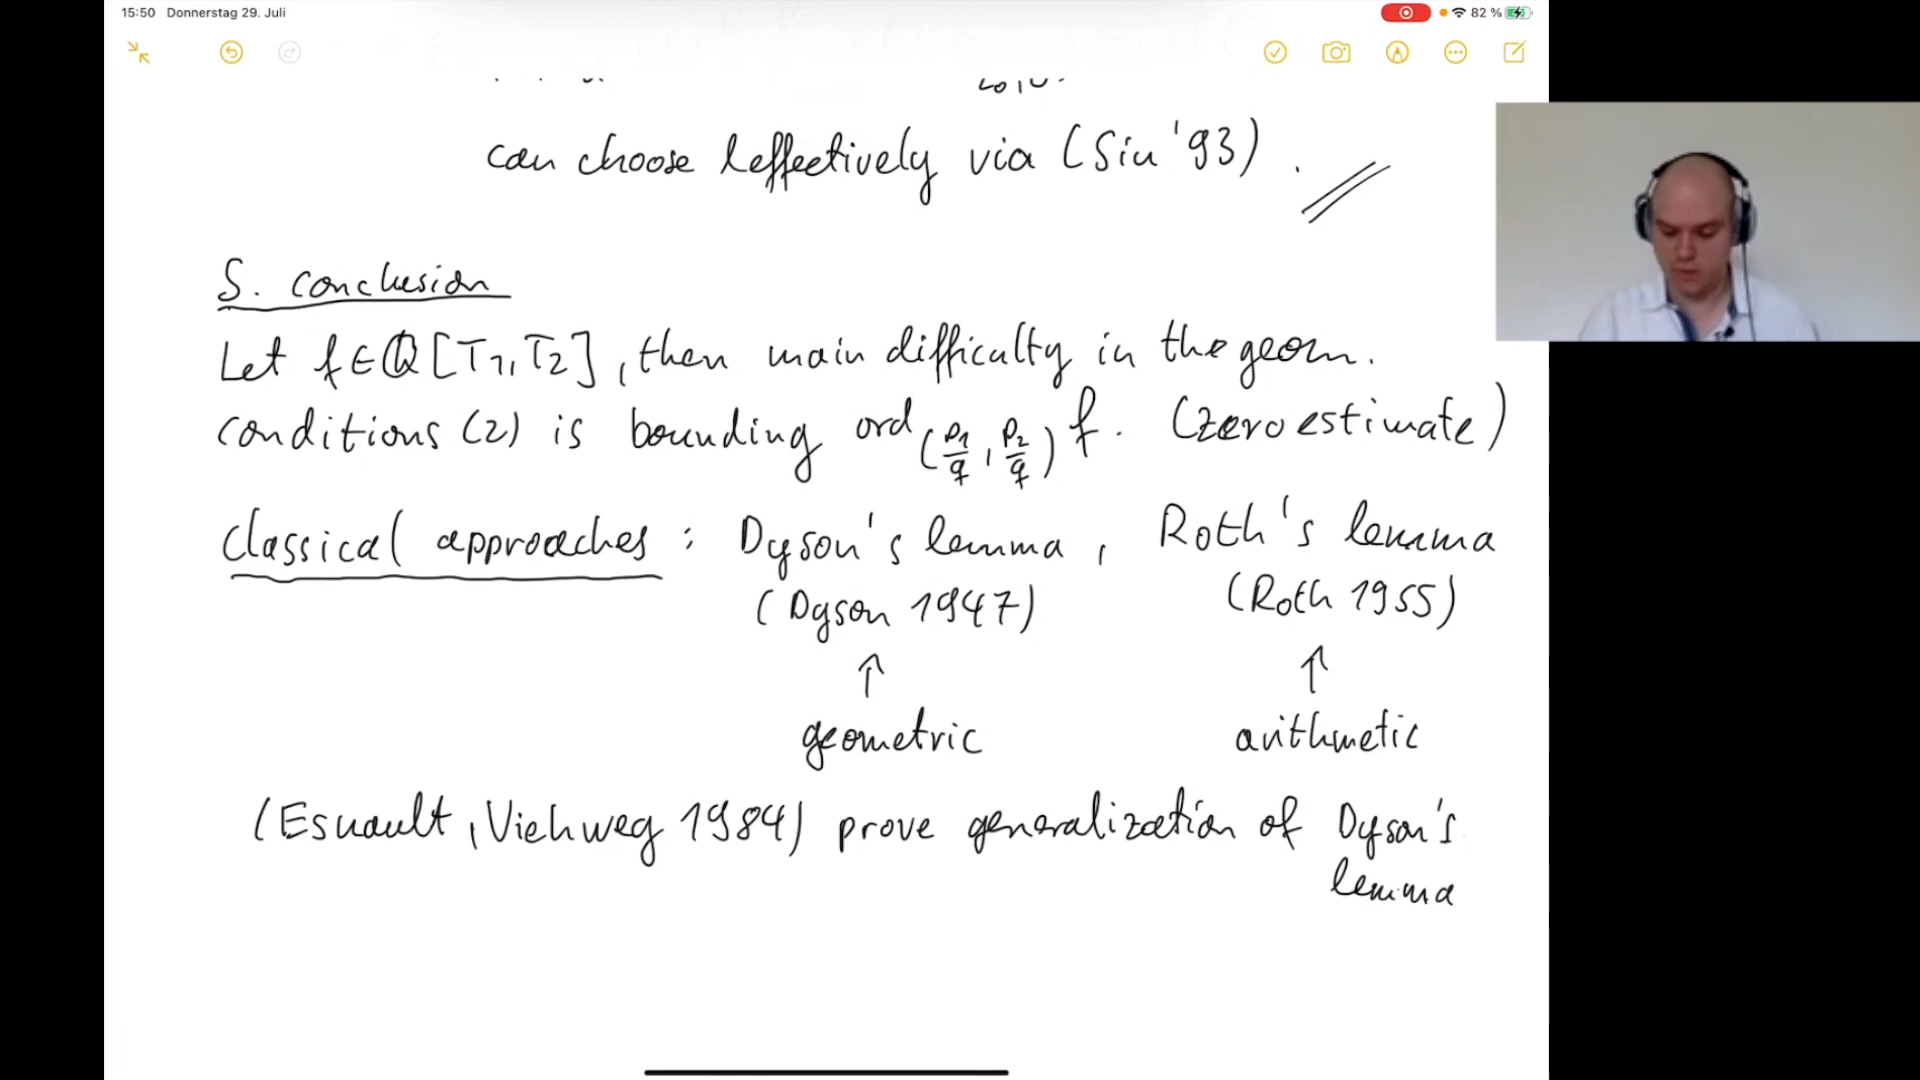 15:50 Donnerstag 29. Juli
82 %
can choose l effectively via (Siu '93).
5. conclusion
Let f ∈ ℚ[T₁, T₂], then main difficulty in the geom.
conditions (2) is bounding ord_(p₁/q, p₂/q) f. (zero estimate)
Classical approaches: Dyson's lemma, Roth's lemma
(Dyson 1947) (Roth 1955)
↑ ↑
geometric arithmetic
(Esnault, Viehweg 1984) prove generalization of Dyson's
lemma